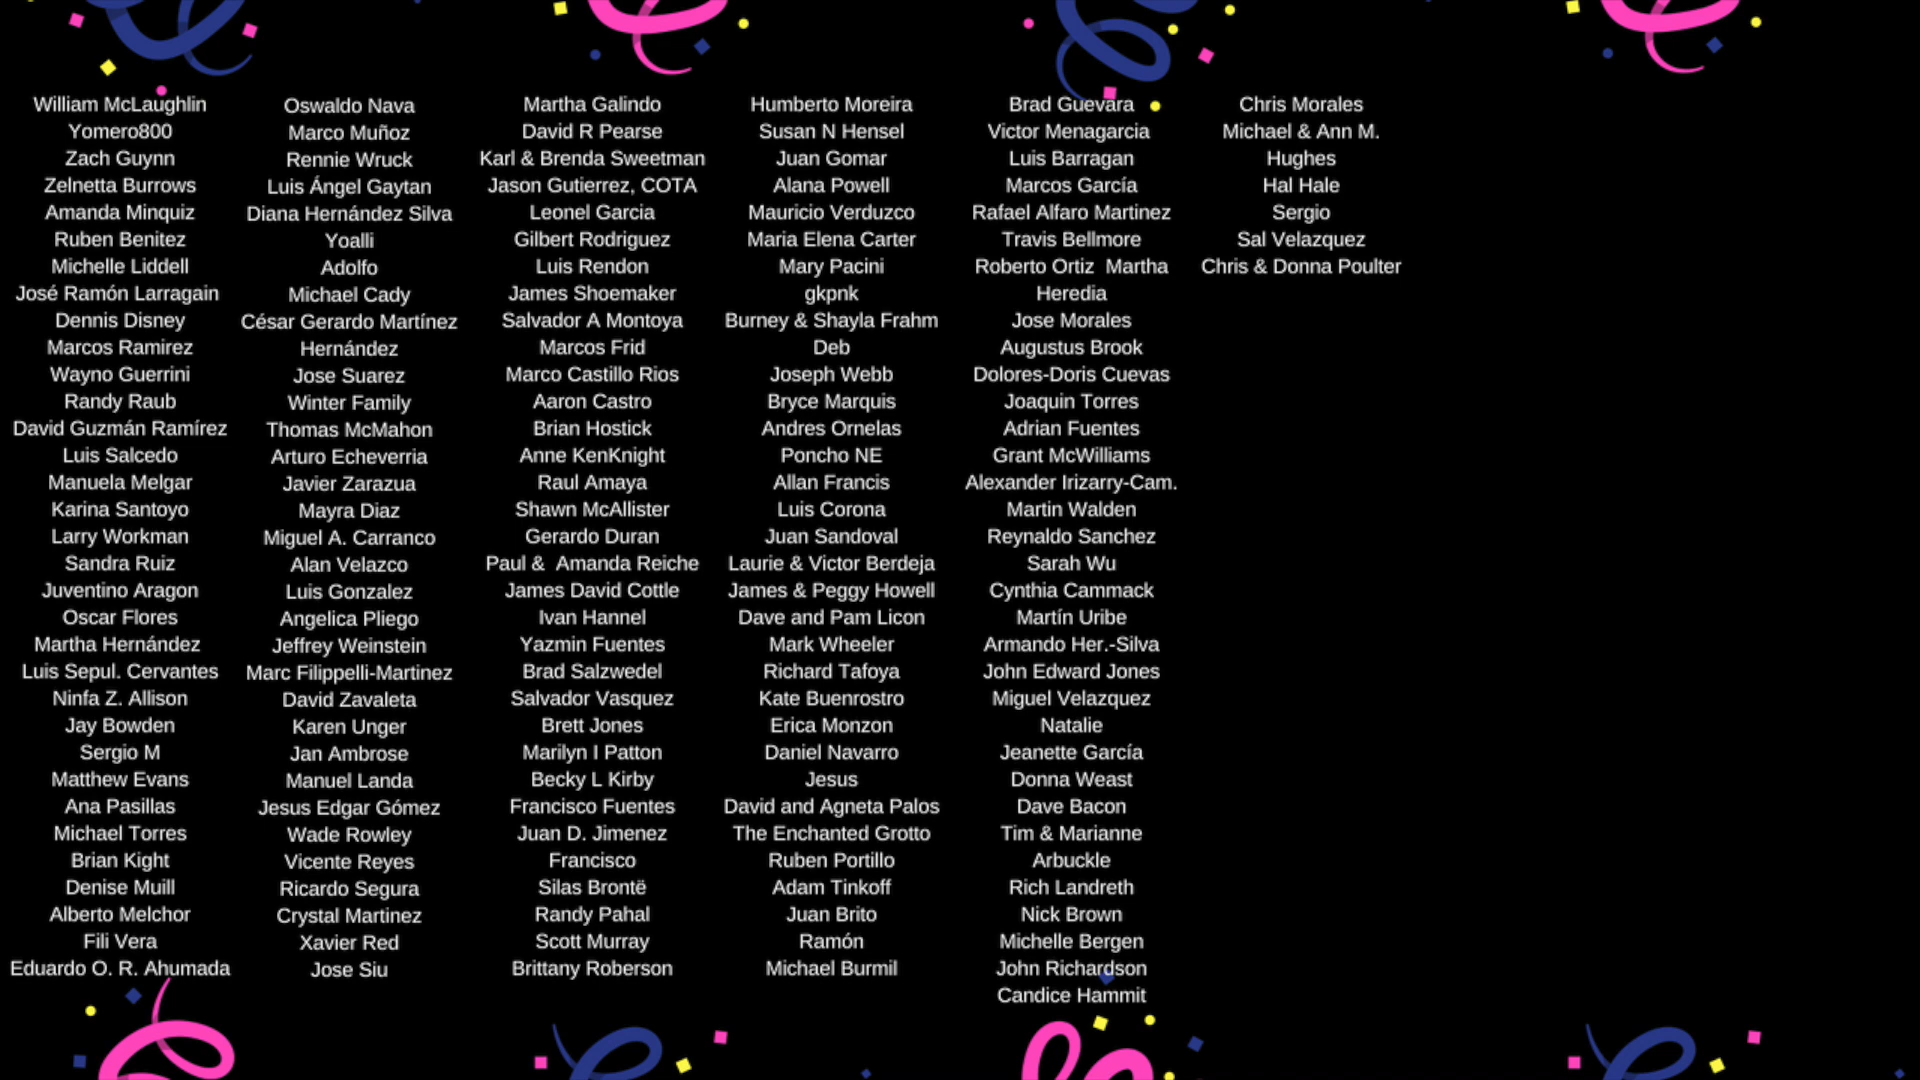 William McLaughlin
Yomero800
Zach Guynn
Zelnetta Burrows
Amanda Minquiz
Ruben Benitez
Michelle Liddell
José Ramón Larragain
Dennis Disney
Marcos Ramirez
Wayno Guerrini
Randy Raub
David Guzmán Ramírez
Luis Salcedo
Manuela Melgar
Karina Santoyo
Larry Workman
Sandra Ruiz
Juventino Aragon
Oscar Flores
Martha Hernández
Luis Sepul. Cervantes
Ninfa Z. Allison
Jay Bowden
Sergio M
Matthew Evans
Ana Pasillas
Michael Torres
Brian Kight
Denise Muill
Alberto Melchor
Fili Vera
Eduardo O. R. Ahumada
Oswaldo Nava
Marco Muñoz
Rennie Wruck
Luis Ángel Gaytan
Diana Hernández Silva
Yoalli
Adolfo
Michael Cady
César Gerardo Martínez
Hernández
Jose Suarez
Winter Family
Thomas McMahon
Arturo Echeverria
Javier Zarazua
Mayra Diaz
Miguel A. Carranco
Alan Velazco
Luis Gonzalez
Angelica Pliego
Jeffrey Weinstein
Marc Filippelli-Martinez
David Zavaleta
Karen Unger
Jan Ambrose
Manuel Landa
Jesus Edgar Gómez
Wade Rowley
Vicente Reyes
Ricardo Segura
Crystal Martinez
Xavier Red
Jose Siu
Martha Galindo
David R Pearse
Karl & Brenda Sweetman
Jason Gutierrez, COTA
Leonel Garcia
Gilbert Rodriguez
Luis Rendon
James Shoemaker
Salvador A Montoya
Marcos Frid
Marco Castillo Rios
Aaron Castro
Brian Hostick
Anne KenKnight
Raul Amaya
Shawn McAllister
Gerardo Duran
Paul &  Amanda Reiche
James David Cottle
Ivan Hannel
Yazmin Fuentes
Brad Salzwedel
Salvador Vasquez
Brett Jones
Marilyn I Patton
Becky L Kirby
Francisco Fuentes
Juan D. Jimenez
Francisco
Silas Brontë
Randy Pahal
Scott Murray
Brittany Roberson
Humberto Moreira
Susan N Hensel
Juan Gomar
Alana Powell
Mauricio Verduzco
Maria Elena Carter
Mary Pacini
gkpnk
Burney & Shayla Frahm
Deb
Joseph Webb
Bryce Marquis
Andres Ornelas
Poncho NE
Allan Francis
Luis Corona
Juan Sandoval
Laurie & Victor Berdeja
James & Peggy Howell
Dave and Pam Licon
Mark Wheeler
Richard Tafoya
Kate Buenrostro
Erica Monzon
Daniel Navarro
Jesus
David and Agneta Palos
The Enchanted Grotto
Ruben Portillo
Adam Tinkoff
Juan Brito
Ramón
Michael Burmil
Brad Guevara
Victor Menagarcia
Luis Barragan
Marcos García
Rafael Alfaro Martinez
Travis Bellmore
Roberto Ortiz  Martha
Heredia
Jose Morales
Augustus Brook
Dolores-Doris Cuevas
Joaquin Torres
Adrian Fuentes
Grant McWilliams
Alexander Irizarry-Cam.
Martin Walden
Reynaldo Sanchez
Sarah Wu
Cynthia Cammack
Martín Uribe
Armando Her.-Silva
John Edward Jones
Miguel Velazquez
Natalie
Jeanette García
Donna Weast
Dave Bacon
Tim & Marianne
Arbuckle
Rich Landreth
Nick Brown
Michelle Bergen
John Richardson
Candice Hammit
Chris Morales
Michael & Ann M.
Hughes
Hal Hale
Sergio
Sal Velazquez
Chris & Donna Poulter